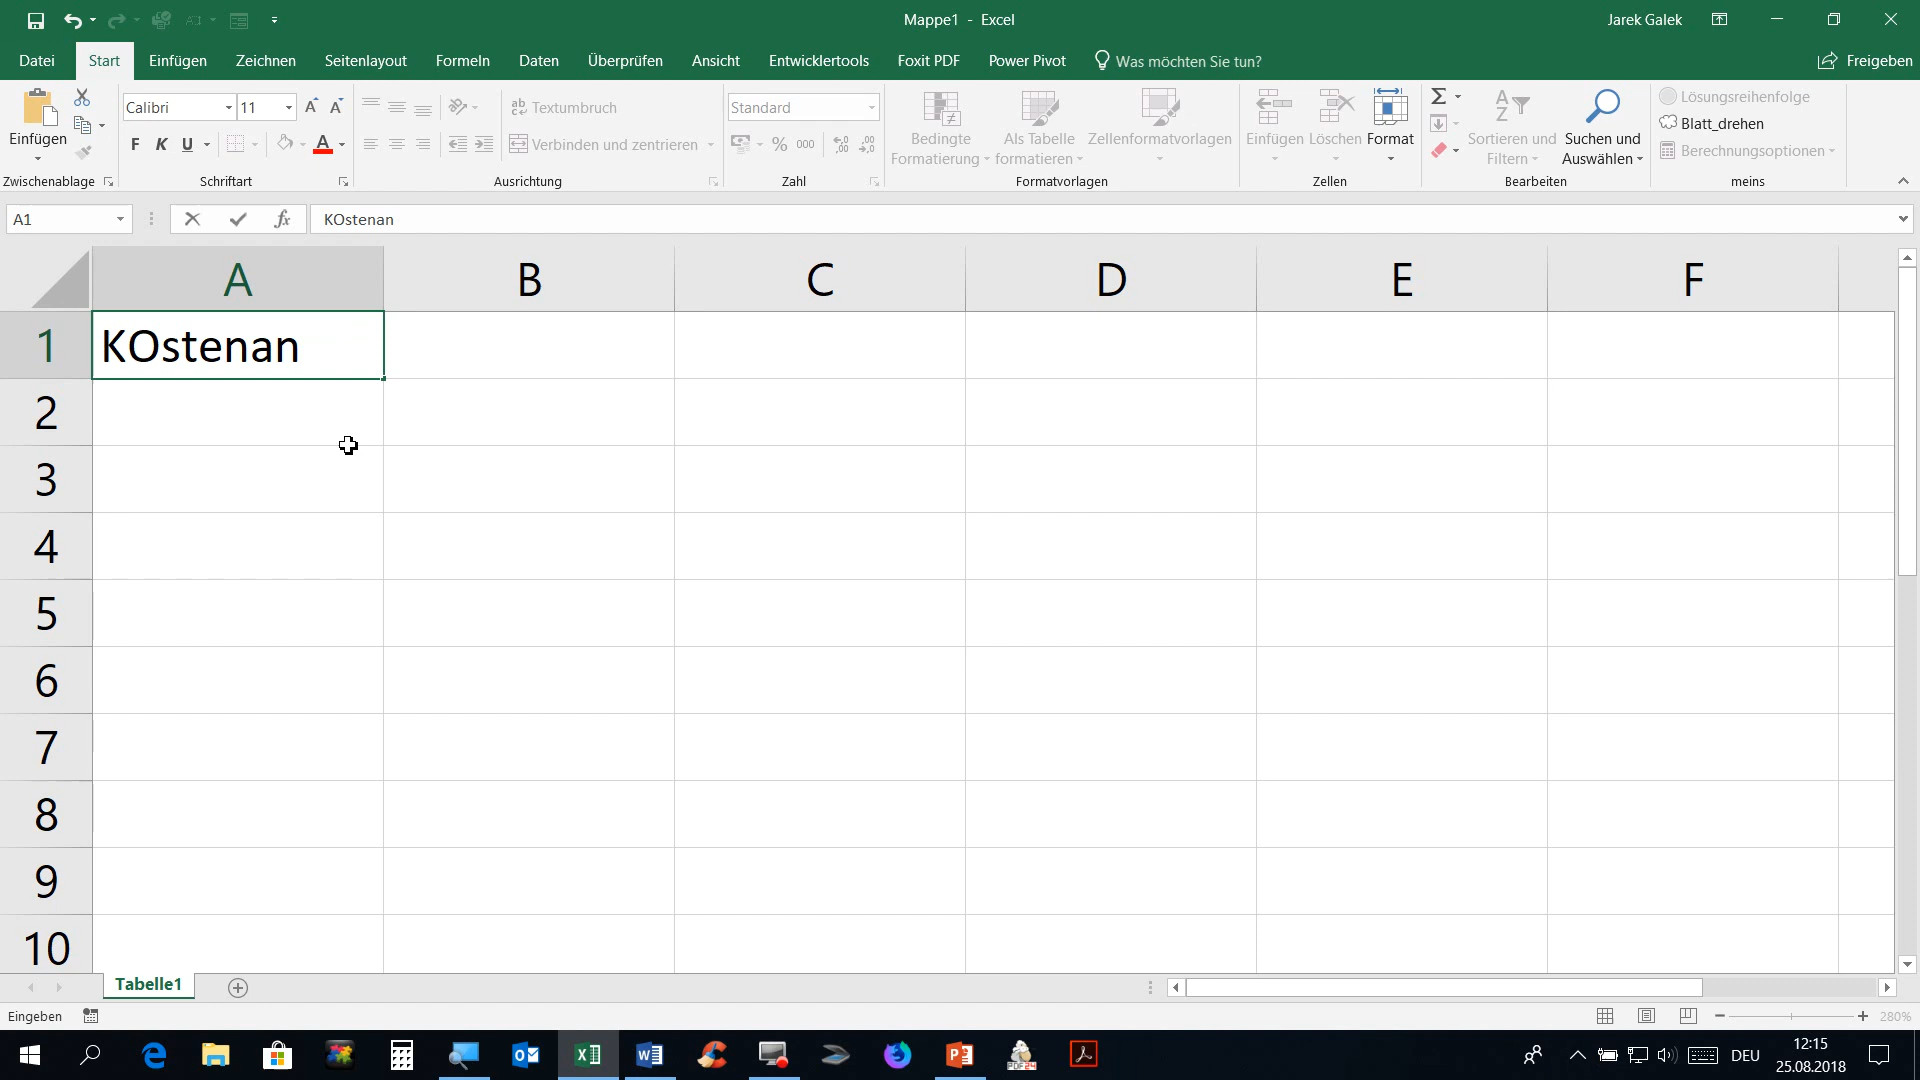 Mappe1 - Excel
Jarek Galek
Datei Start Einfügen Zeichnen Seitenlayout Formeln Daten Überprüfen Ansicht Entwicklertools Foxit PDF Power Pivot Was möchten Sie tun? Freigeben
Einfügen
Calibri 11
F K U A
Textumbruch
Verbinden und zentrieren
Standard
% 000
Bedingte Formatierung
Als Tabelle formatieren
Zellenformatvorlagen
Einfügen Löschen Format
Sortieren und Filtern
Suchen und Auswählen
Lösungsreihenfolge
Blatt_drehen
Berechnungsoptionen
Zwischenablage Schriftart Ausrichtung Zahl Formatvorlagen Zellen Bearbeiten meins
A1 fx KOstenan
A B C D E F
1 KOstenan
2
3
4
5
6
7
8
9
10
Tabelle1
Eingeben 280%
DEU 12:15
25.08.2018